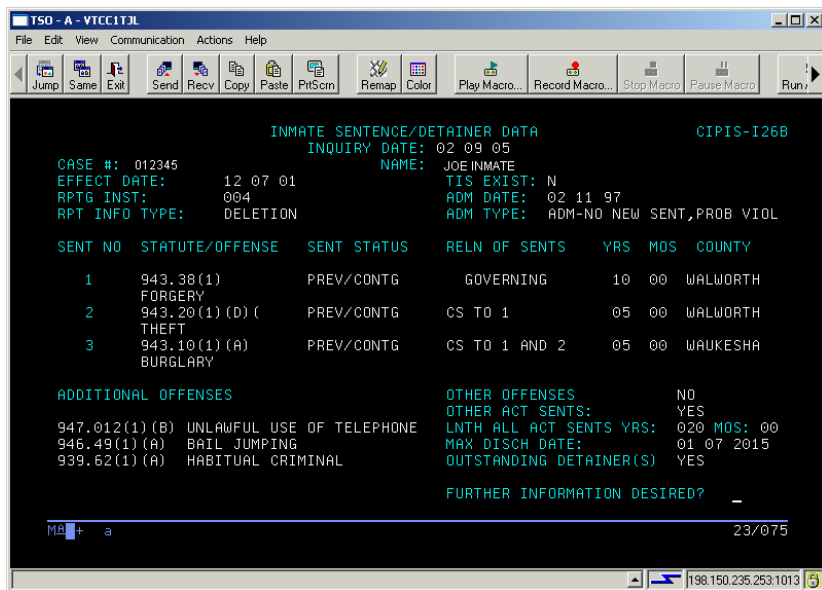 TSO - A - VTCC1TJL
File Edit View Communication Actions Help
Jump Same Exit Send Recv Copy Paste PrtScrn Remap Color Play Macro... Record Macro... Stop Macro Pause Macro Run
INMATE SENTENCE/DETAINER DATA CIPIS-I26B
INQUIRY DATE: 02 09 05
CASE #: 012345 NAME: JOE INMATE
EFFECT DATE: 12 07 01 TIS EXIST: N
RPTG INST: 004 ADM DATE: 02 11 97
RPT INFO TYPE: DELETION ADM TYPE: ADM-NO NEW SENT,PROB VIOL
SENT NO STATUTE/OFFENSE SENT STATUS RELN OF SENTS YRS MOS COUNTY
1 943.38(1) PREV/CONTG GOVERNING 10 00 WALWORTH
FORGERY
2 943.20(1)(D)( PREV/CONTG CS TO 1 05 00 WALWORTH
THEFT
3 943.10(1)(A) PREV/CONTG CS TO 1 AND 2 05 00 WAUKESHA
BURGLARY
ADDITIONAL OFFENSES OTHER OFFENSES NO
OTHER ACT SENTS: YES
947.012(1)(B) UNLAWFUL USE OF TELEPHONE LNTH ALL ACT SENTS YRS: 020 MOS: 00
946.49(1)(A) BAIL JUMPING MAX DISCH DATE: 01 07 2015
939.62(1)(A) HABITUAL CRIMINAL OUTSTANDING DETAINER(S) YES
FURTHER INFORMATION DESIRED? _
MA + a 23/075
198.150.235.253:1013